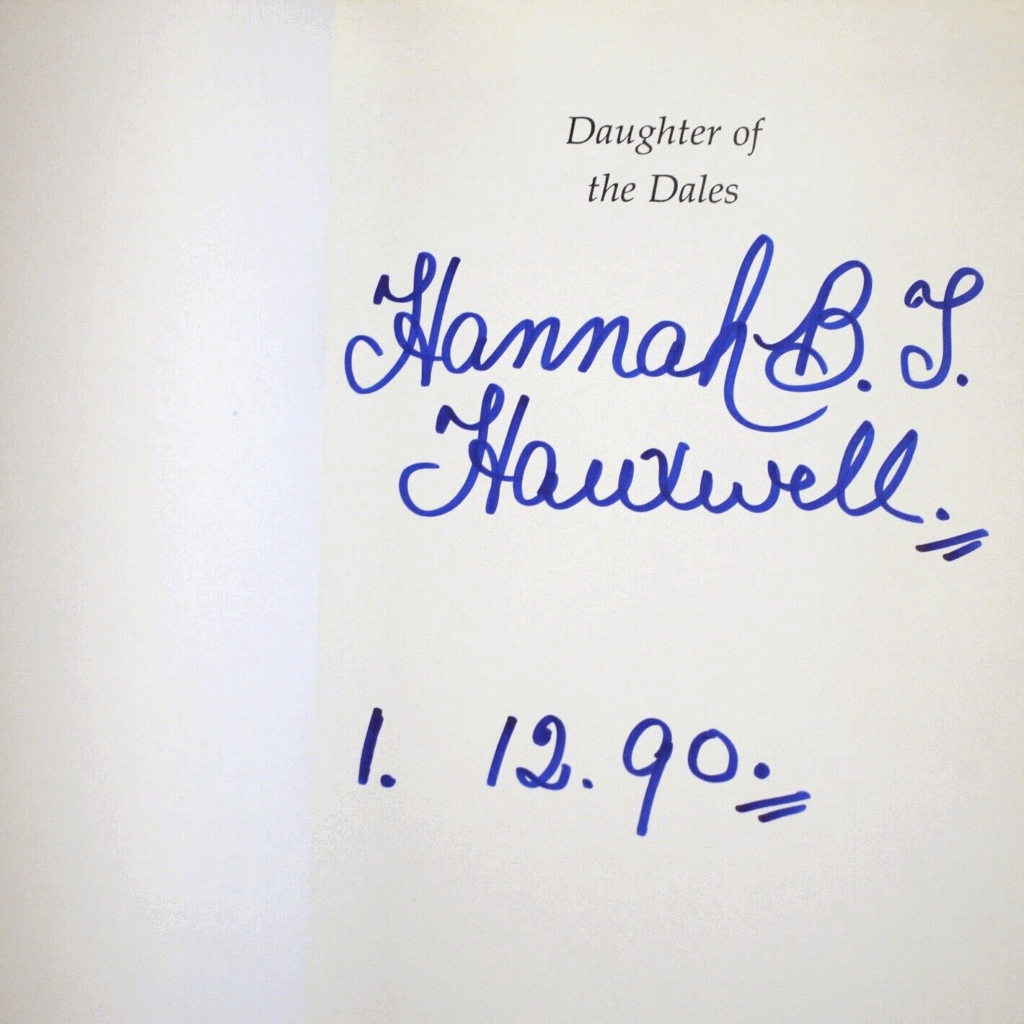 Daughter of
the Dales
Hannah B. T.
Hauxwell.
1. 12. 90.